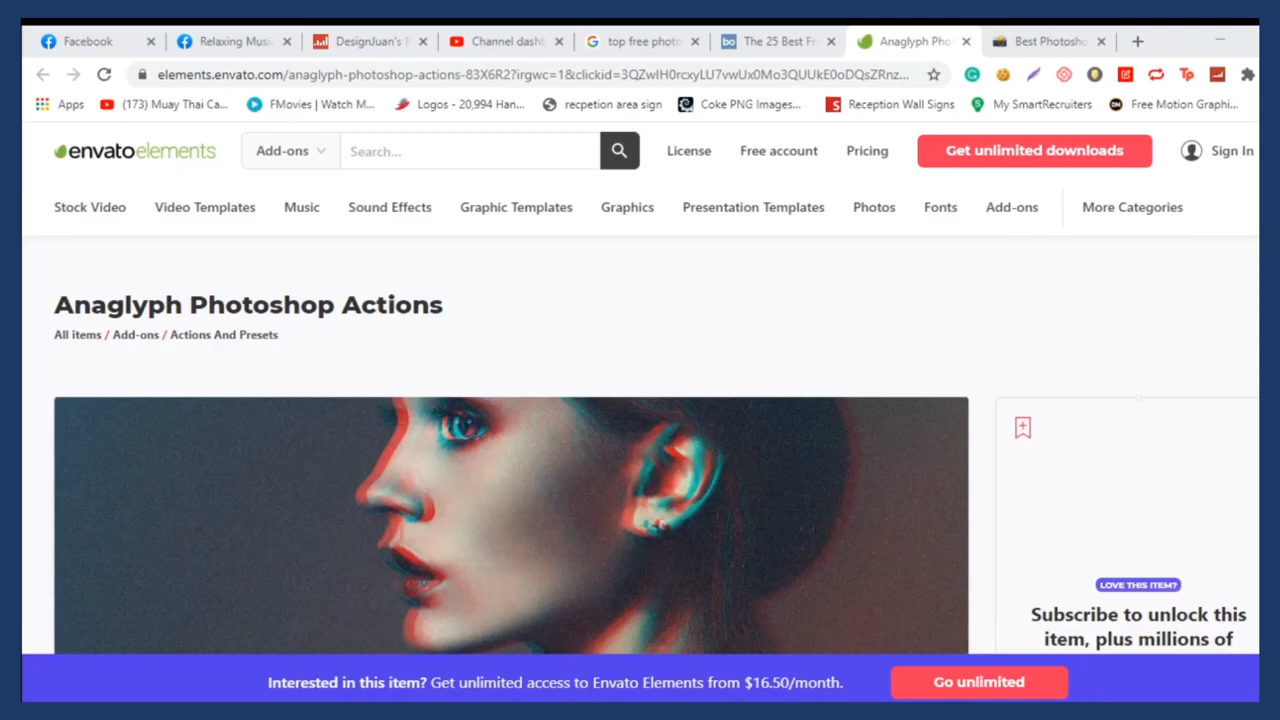 Facebook
Relaxing Musi
DesignJuan's
Channel dash
top free photo
The 25 Best Fr
Anaglyph Pho
Best Photosho
elements.envato.com/anaglyph-photoshop-actions-83X6R2?irgwc=1&clickid=3QZwIH0rcxyLU7vwUx0Mo3QUUkE0oDQsZRnz...
Apps
(173) Muay Thai Ca...
FMovies | Watch M...
Logos - 20,994 Han...
recpetion area sign
Coke PNG Images...
Reception Wall Signs
My SmartRecruiters
Free Motion Graphi...
envatoelements
Add-ons
Search...
License
Free account
Pricing
Get unlimited downloads
Sign In
Stock Video
Video Templates
Music
Sound Effects
Graphic Templates
Graphics
Presentation Templates
Photos
Fonts
Add-ons
More Categories
Anaglyph Photoshop Actions
All items / Add-ons / Actions And Presets
LOVE THIS ITEM?
Subscribe to unlock this
item, plus millions of
Interested in this item? Get unlimited access to Envato Elements from $16.50/month.
Go unlimited